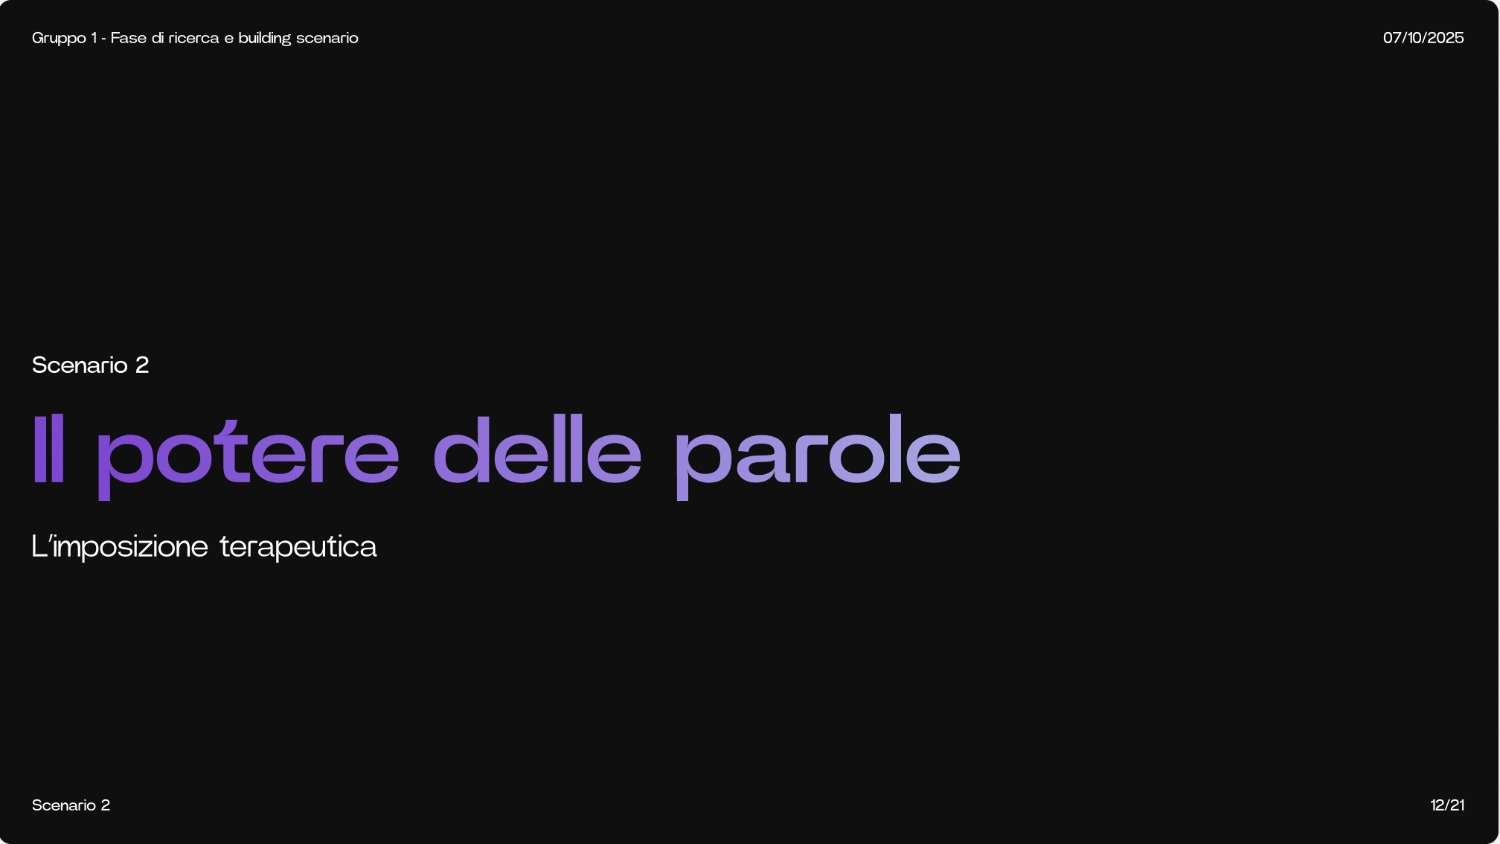 Gruppo 1 - Fase di ricerca e building scenario
07/10/2025
Scenario 2
Il potere delle parole
L'imposizione terapeutica
Scenario 2
12/21